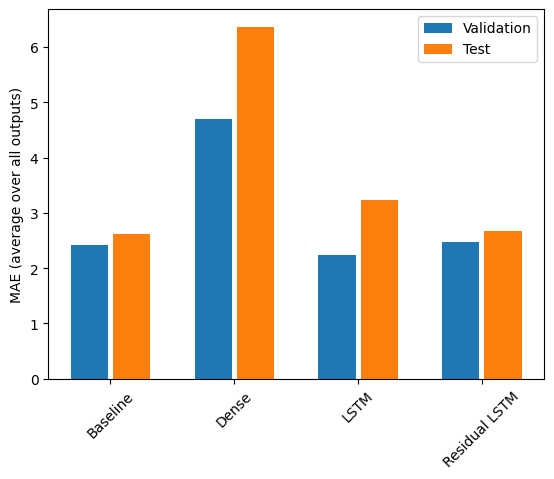 MAE (average over all outputs)
6
5
4
3
2
1
0
Validation
Test
Baseline
Dense
LSTM
Residual LSTM